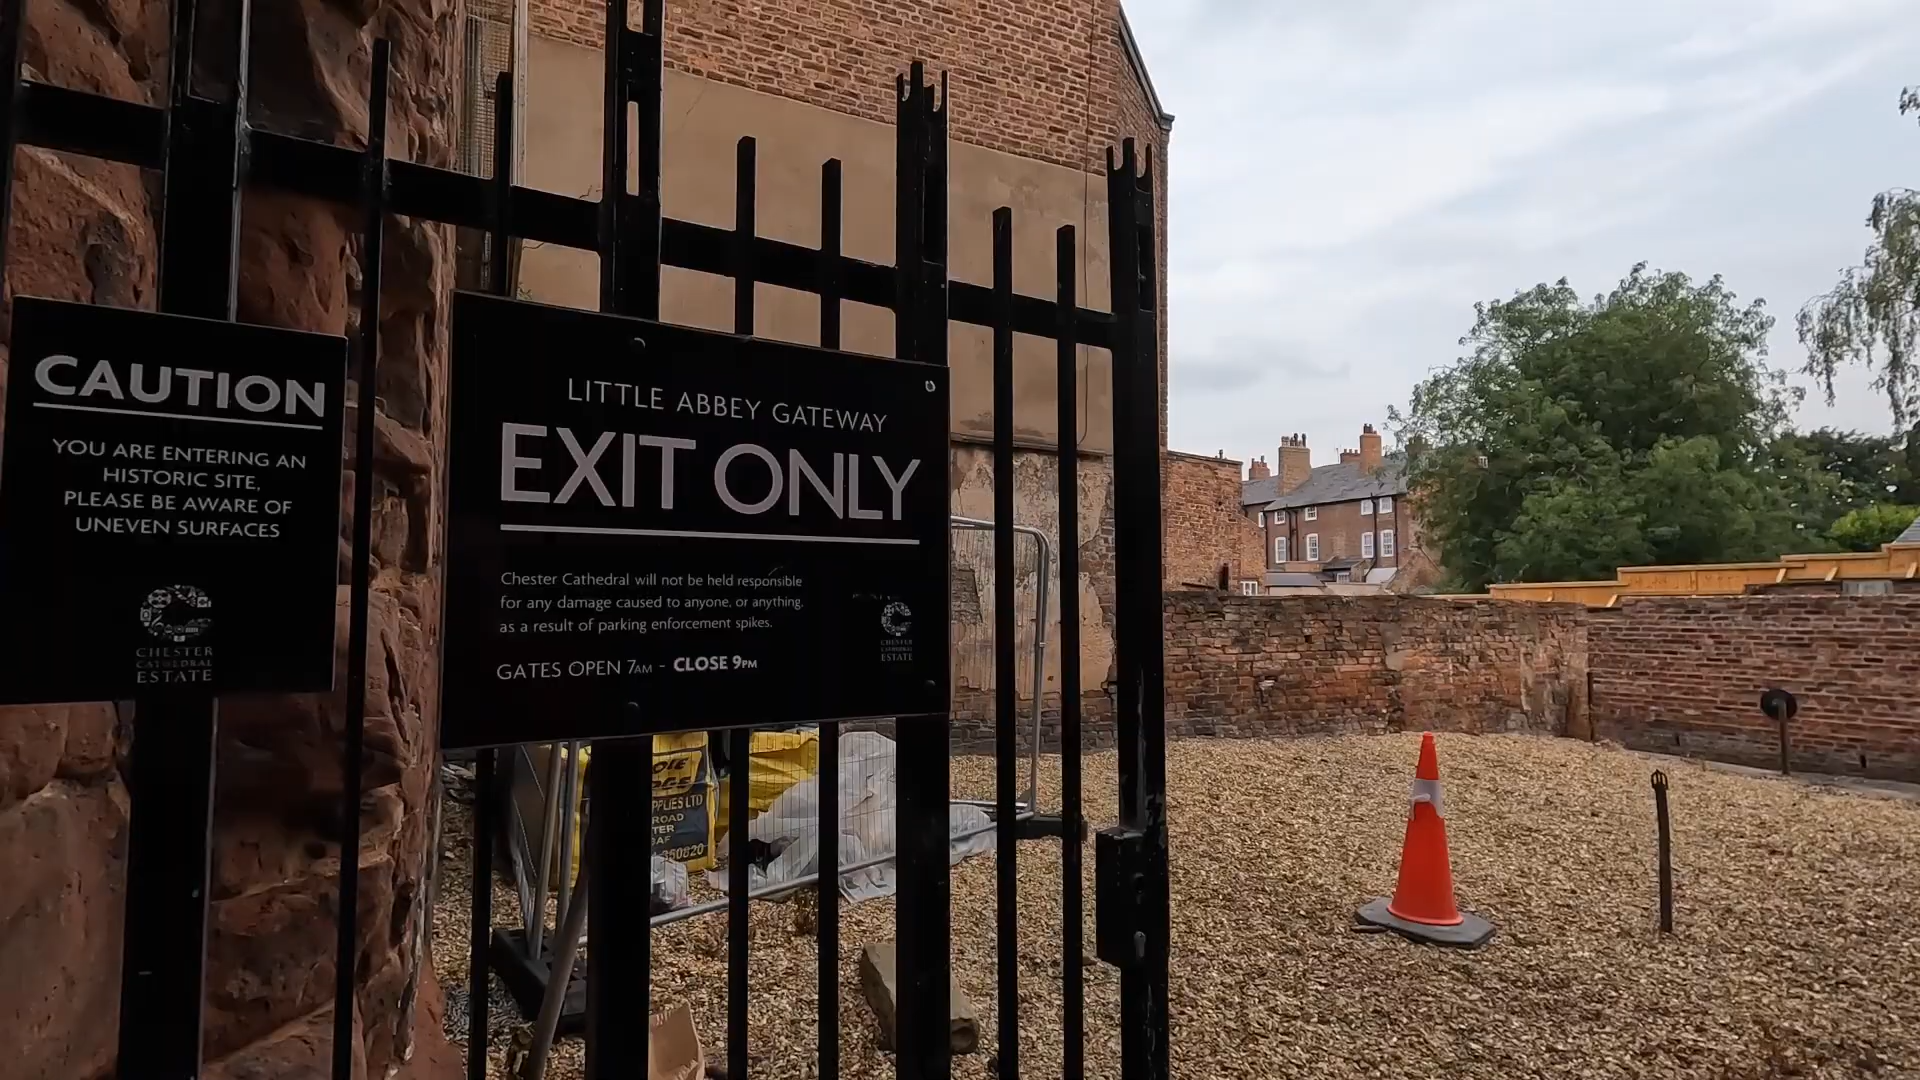 CAUTION
YOU ARE ENTERING AN
HISTORIC SITE,
PLEASE BE AWARE OF
UNEVEN SURFACES
CHESTER
CATHEDRAL
ESTATE
LITTLE ABBEY GATEWAY
EXIT ONLY
Chester Cathedral will not be held responsible
for any damage caused to anyone, or anything,
as a result of parking enforcement spikes.
GATES OPEN 7AM - CLOSE 9PM
CHESTER
CATHEDRAL
ESTATE
PPLIES LTD
ROAD
TER
350820